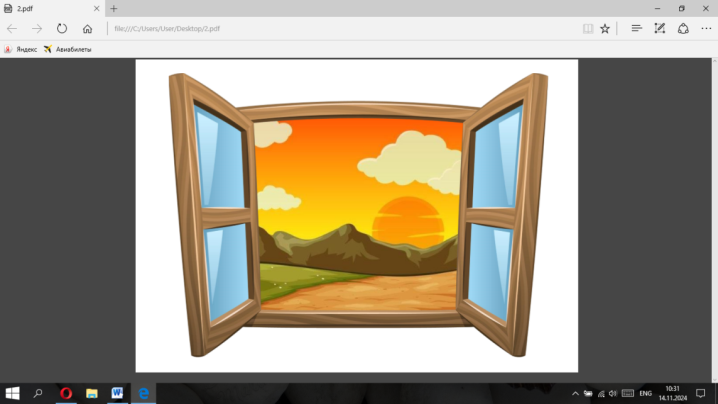 2.pdf
file:///C:/Users/User/Desktop/2.pdf
Яндекс Авиабилеты
ENG
10:31
14.11.2024